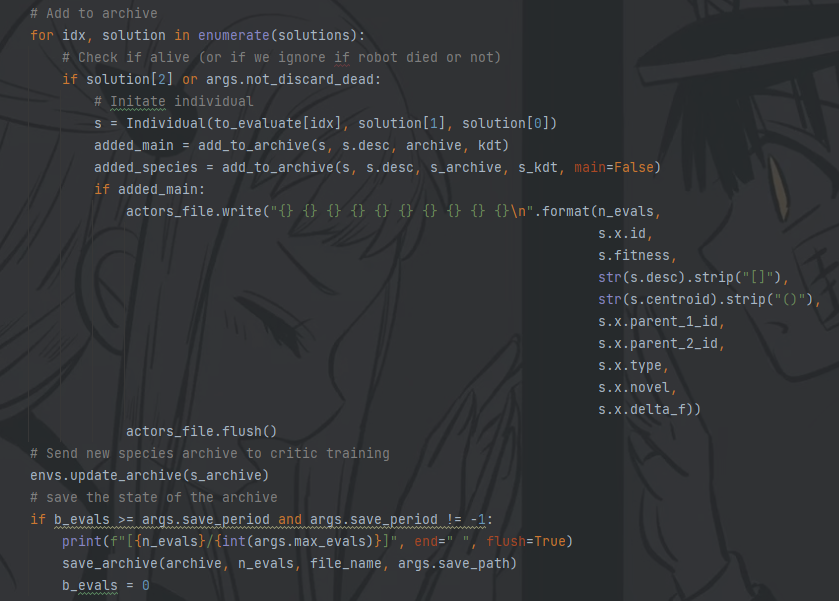 # Add to archive
for idx, solution in enumerate(solutions):
# Check if alive (or if we ignore if robot died or not)
if solution[2] or args.not_discard_dead:
# Initate individual
s = Individual(to_evaluate[idx], solution[1], solution[0])
added_main = add_to_archive(s, s.desc, archive, kdt)
added_species = add_to_archive(s, s.desc, s_archive, s_kdt, main=False)
if added_main:
actors_file.write("{} {} {} {} {} {} {} {} {} {}\n".format(n_evals,
s.x.id,
s.fitness,
str(s.desc).strip("[]"),
str(s.centroid).strip("()"),
s.x.parent_1_id,
s.x.parent_2_id,
s.x.type,
s.x.novel,
s.x.delta_f))
actors_file.flush()
# Send new species archive to critic training
envs.update_archive(s_archive)
# save the state of the archive
if b_evals >= args.save_period and args.save_period != -1:
print(f"[{n_evals}/{int(args.max_evals)}]", end=" ", flush=True)
save_archive(archive, n_evals, file_name, args.save_path)
b_evals = 0